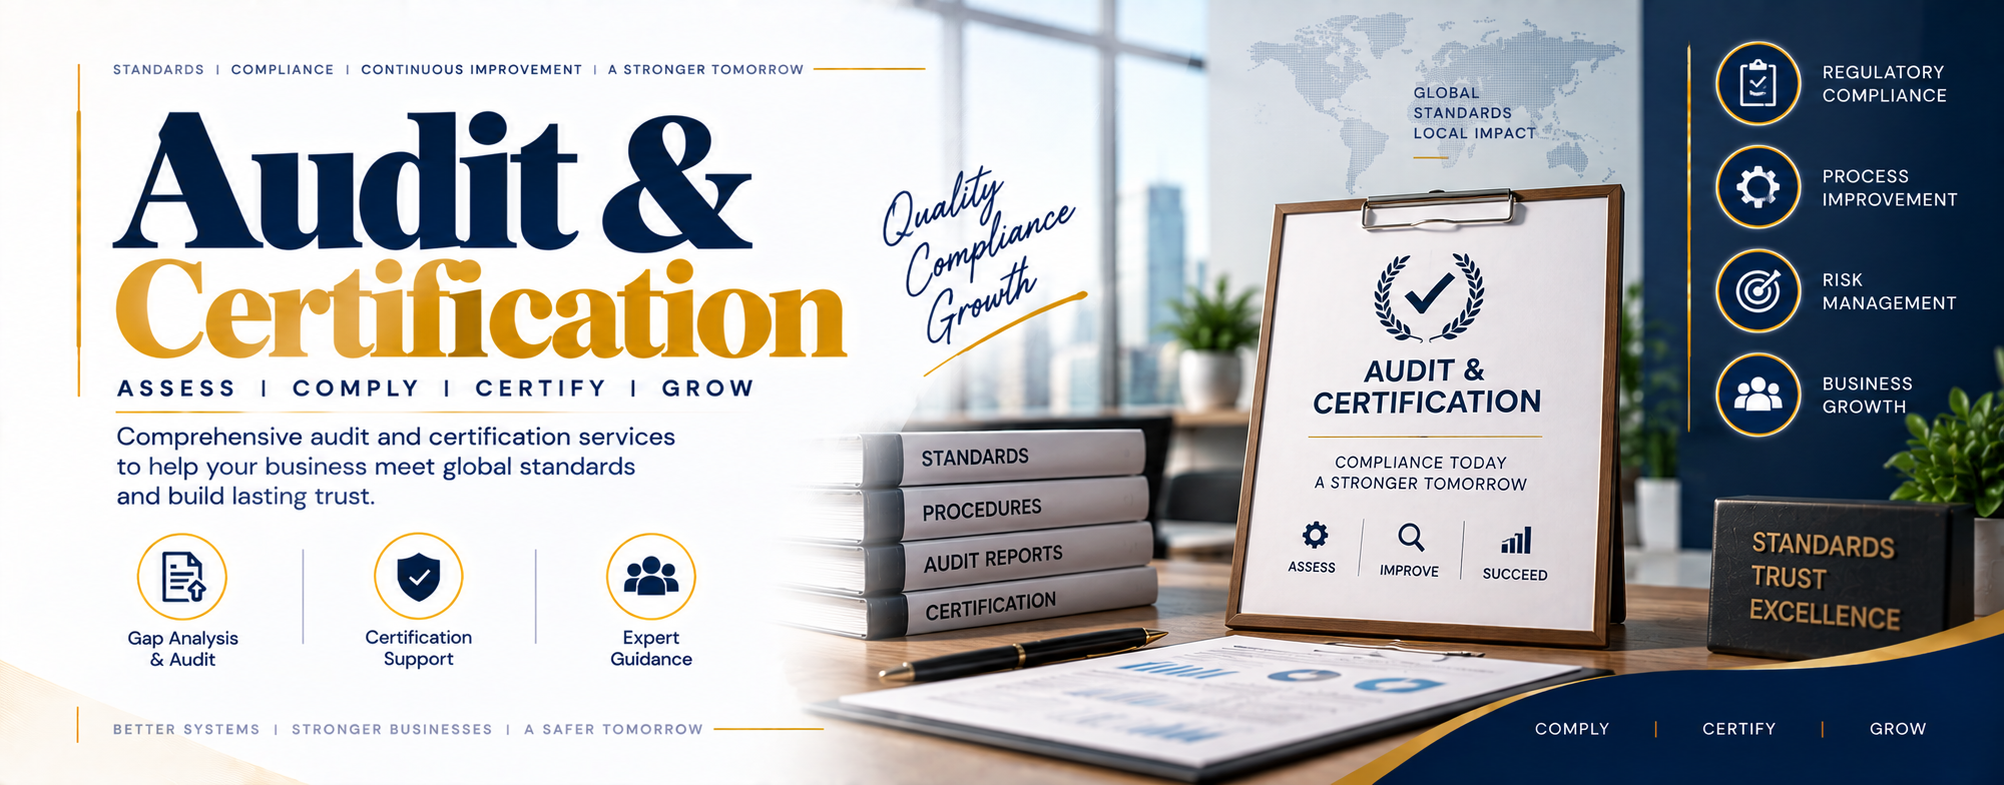 STANDARDS | COMPLIANCE | CONTINUOUS IMPROVEMENT | A STRONGER TOMORROW
Audit &
Certification
ASSESS | COMPLY | CERTIFY | GROW
Comprehensive audit and certification services
to help your business meet global standards
and build lasting trust.
Gap Analysis
& Audit
Certification
Support
Expert
Guidance
BETTER SYSTEMS | STRONGER BUSINESSES | A SAFER TOMORROW
Quality
Compliance
Growth
STANDARDS
PROCEDURES
AUDIT REPORTS
CERTIFICATION
GLOBAL
STANDARDS
LOCAL IMPACT
AUDIT &
CERTIFICATION
COMPLIANCE TODAY
A STRONGER TOMORROW
ASSESS
IMPROVE
SUCCEED
REGULATORY
COMPLIANCE
PROCESS
IMPROVEMENT
RISK
MANAGEMENT
BUSINESS
GROWTH
STANDARDS
TRUST
EXCELLENCE
COMPLY | CERTIFY | GROW